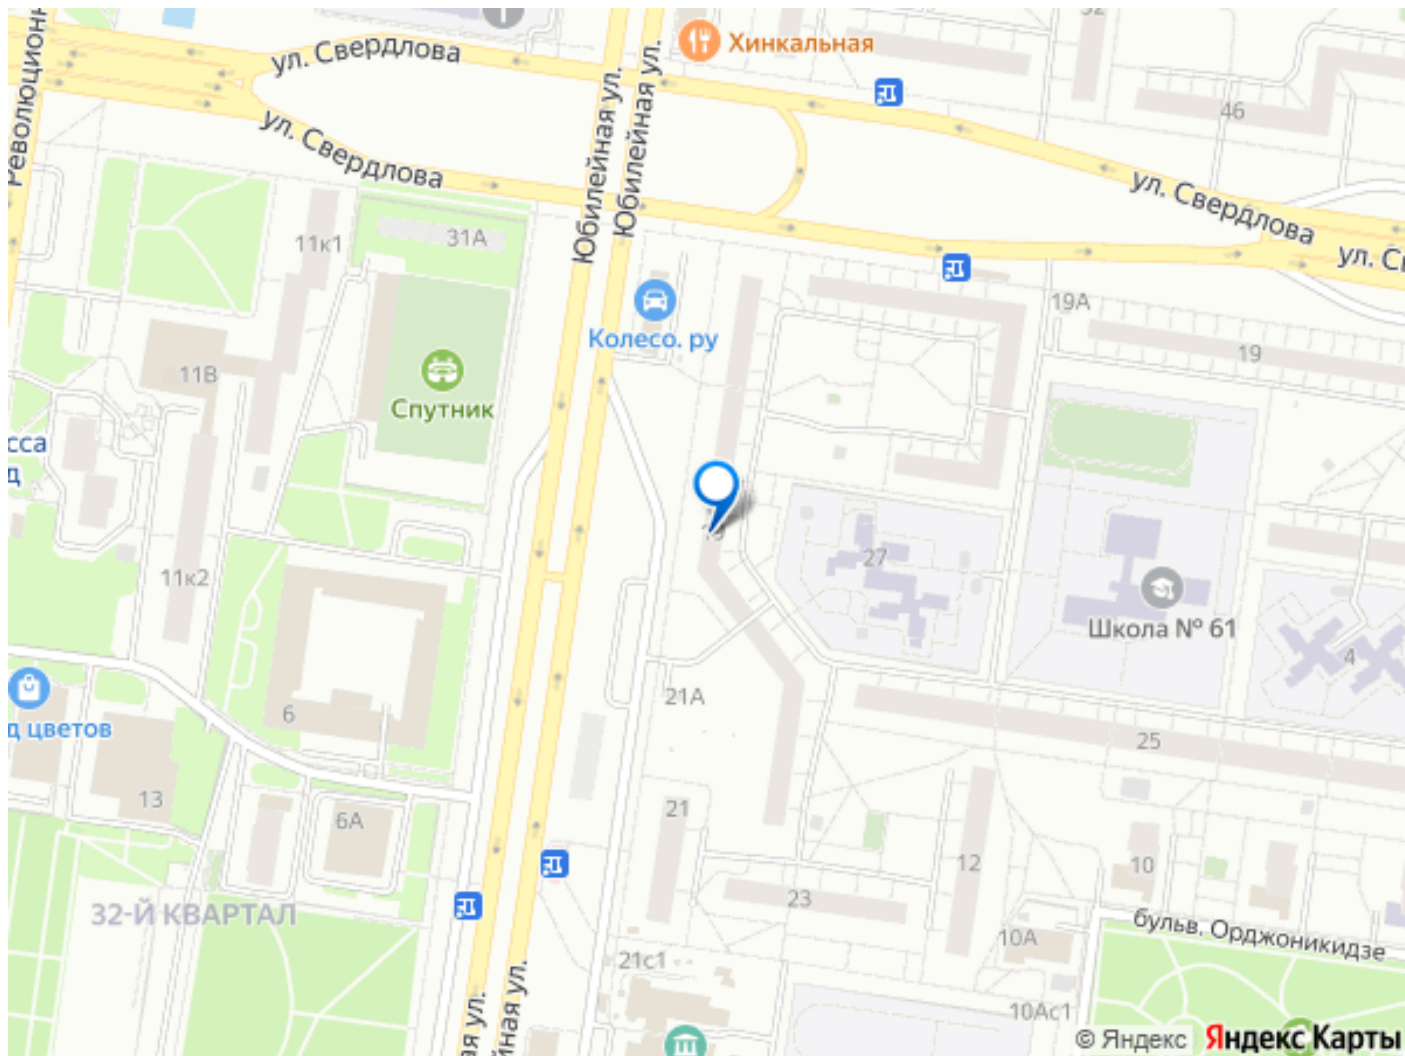 Революционн
ул. Свердлова
ул. Свердлова
Юбилейная ул.
Юбилейная ул.
Хинкальная
46
ул. Свердлова
ул. Св
11к1
31А
Колесо. ру
19А
19
11В
Спутник
сса
д
27
Школа № 61
4
11к2
6
21А
д цветов
25
13
6А
21
12
10
23
32-Й КВАРТАЛ
10А
бульв. Орджоникидзе
21с1
10Ас1
ая ул.
йная ул.
© Яндекс Яндекс Карты